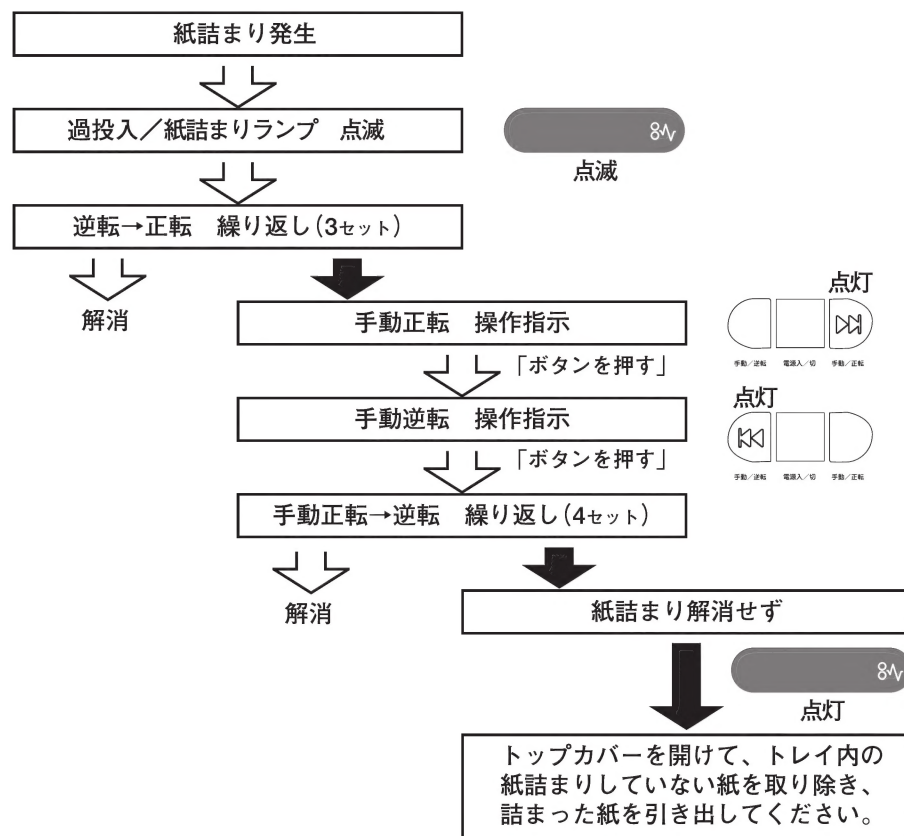 紙詰まり発生
過投入／紙詰まりランプ　点滅
点滅
逆転→正転　繰り返し（3セット）
解消
点灯
手動正転　操作指示
手動／逆転　電源入／切　手動／正転
「ボタンを押す」
点灯
手動逆転　操作指示
手動／逆転　電源入／切　手動／正転
「ボタンを押す」
手動正転→逆転　繰り返し（4セット）
解消
紙詰まり解消せず
点灯
トップカバーを開けて、トレイ内の
紙詰まりしていない紙を取り除き、
詰まった紙を引き出してください。